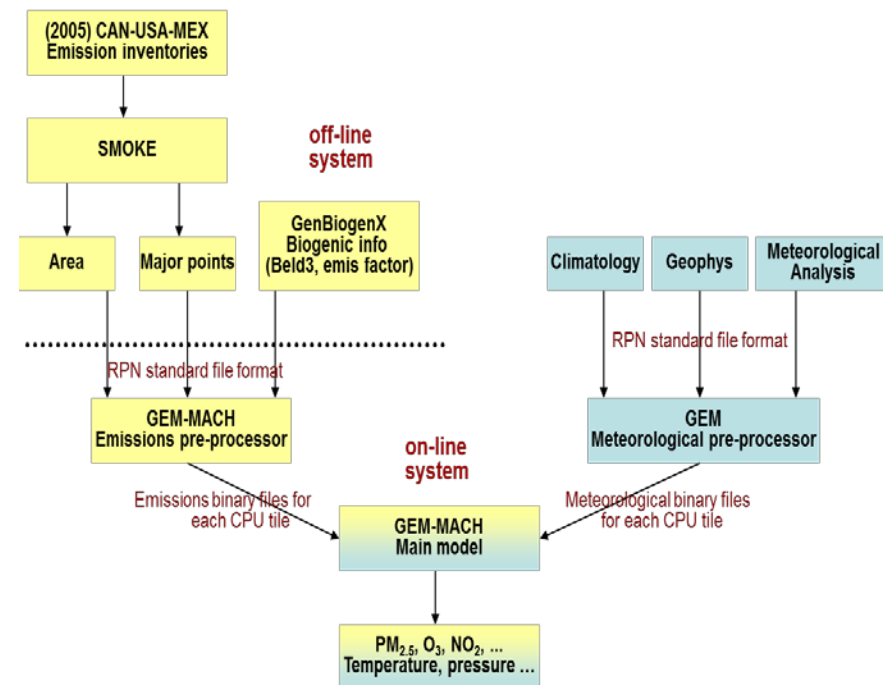 (2005) CAN-USA-MEX
Emission inventories
SMOKE
off-line
system
Area
Major points
GenBiogenX
Biogenic info
(Beld3, emis factor)
Climatology
Geophys
Meteorological
Analysis
RPN standard file format
RPN standard file format
GEM-MACH
Emissions pre-processor
GEM
Meteorological pre-processor
on-line
system
Emissions binary files for
each CPU tile
Meteorological binary files
for each CPU tile
GEM-MACH
Main model
PM2.5, O3, NO2, ...
Temperature, pressure ...